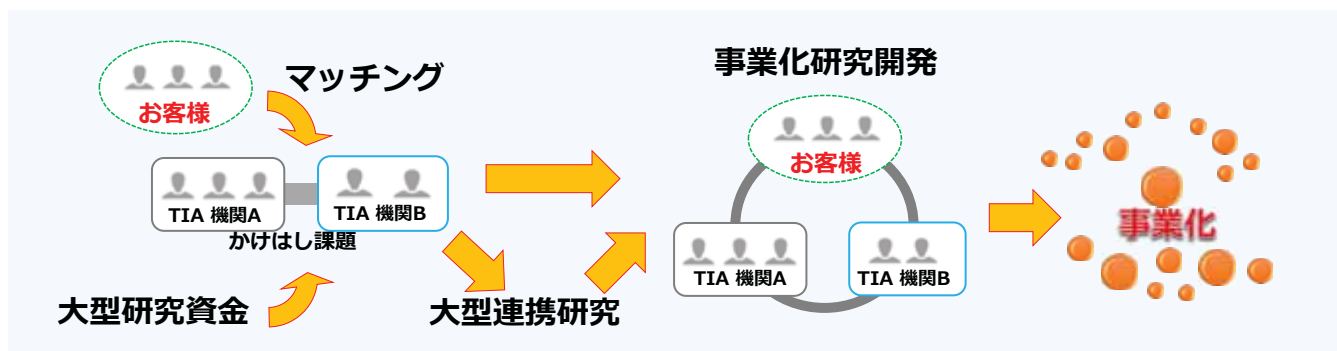 マッチング
お客様
TIA 機関A
TIA 機関B
かけはし課題
大型研究資金
大型連携研究
事業化研究開発
お客様
TIA 機関A
TIA 機関B
事業化